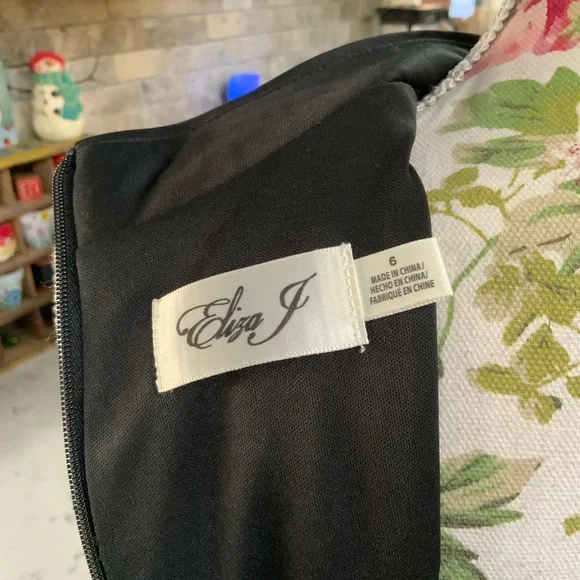 Eliza J
6
MADE IN CHINA/
HECHO EN CHINA/
FABRIQUÉ EN CHINE